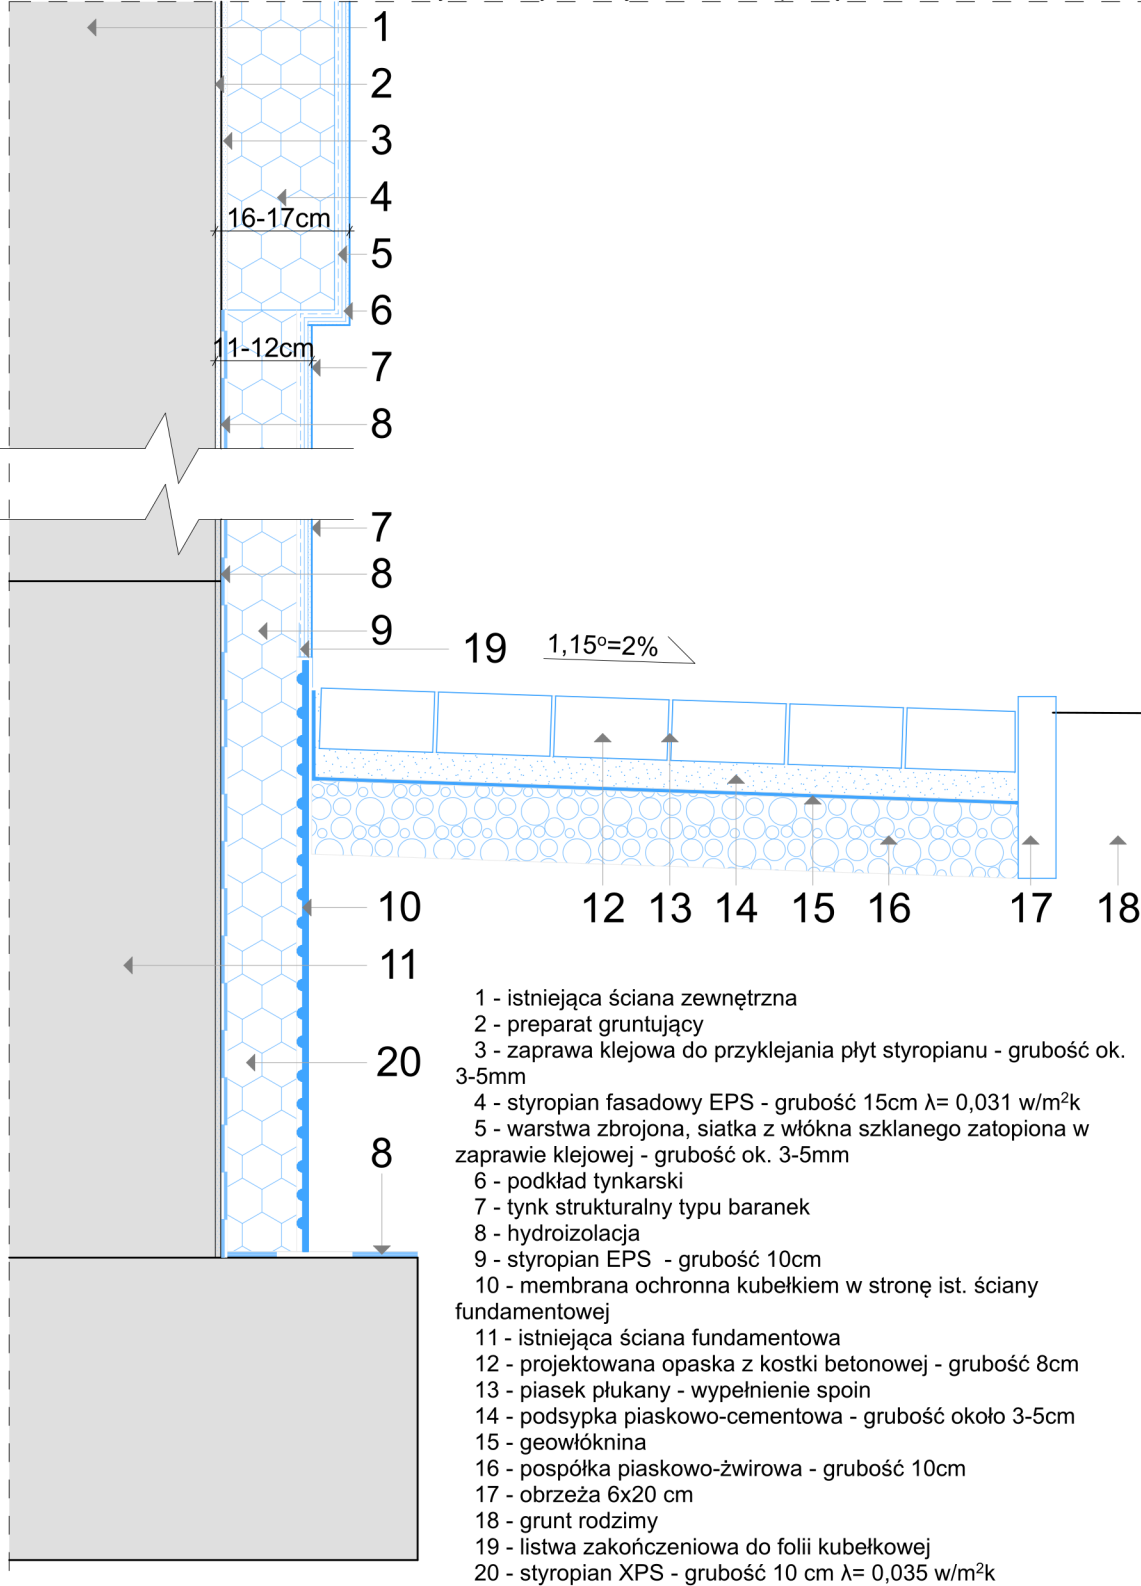 1
2
3
4
16-17cm
5
6
11-12cm
7
8
7
8
9
19 1,15º=2%
10
12 13 14 15 16 17 18
11
20
8
1 - istniejąca ściana zewnętrzna
2 - preparat gruntujący
3 - zaprawa klejowa do przyklejania płyt styropianu - grubość ok.
3-5mm
4 - styropian fasadowy EPS - grubość 15cm λ= 0,031 w/m²k
5 - warstwa zbrojona, siatka z włókna szklanego zatopiona w
zaprawie klejowej - grubość ok. 3-5mm
6 - podkład tynkarski
7 - tynk strukturalny typu baranek
8 - hydroizolacja
9 - styropian EPS - grubość 10cm
10 - membrana ochronna kubełkiem w stronę ist. ściany
fundamentowej
11 - istniejąca ściana fundamentowa
12 - projektowana opaska z kostki betonowej - grubość 8cm
13 - piasek płukany - wypełnienie spoin
14 - podsypka piaskowo-cementowa - grubość około 3-5cm
15 - geowłóknina
16 - pospółka piaskowo-żwirowa - grubość 10cm
17 - obrzeża 6x20 cm
18 - grunt rodzimy
19 - listwa zakończeniowa do folii kubełkowej
20 - styropian XPS - grubość 10 cm λ= 0,035 w/m²k